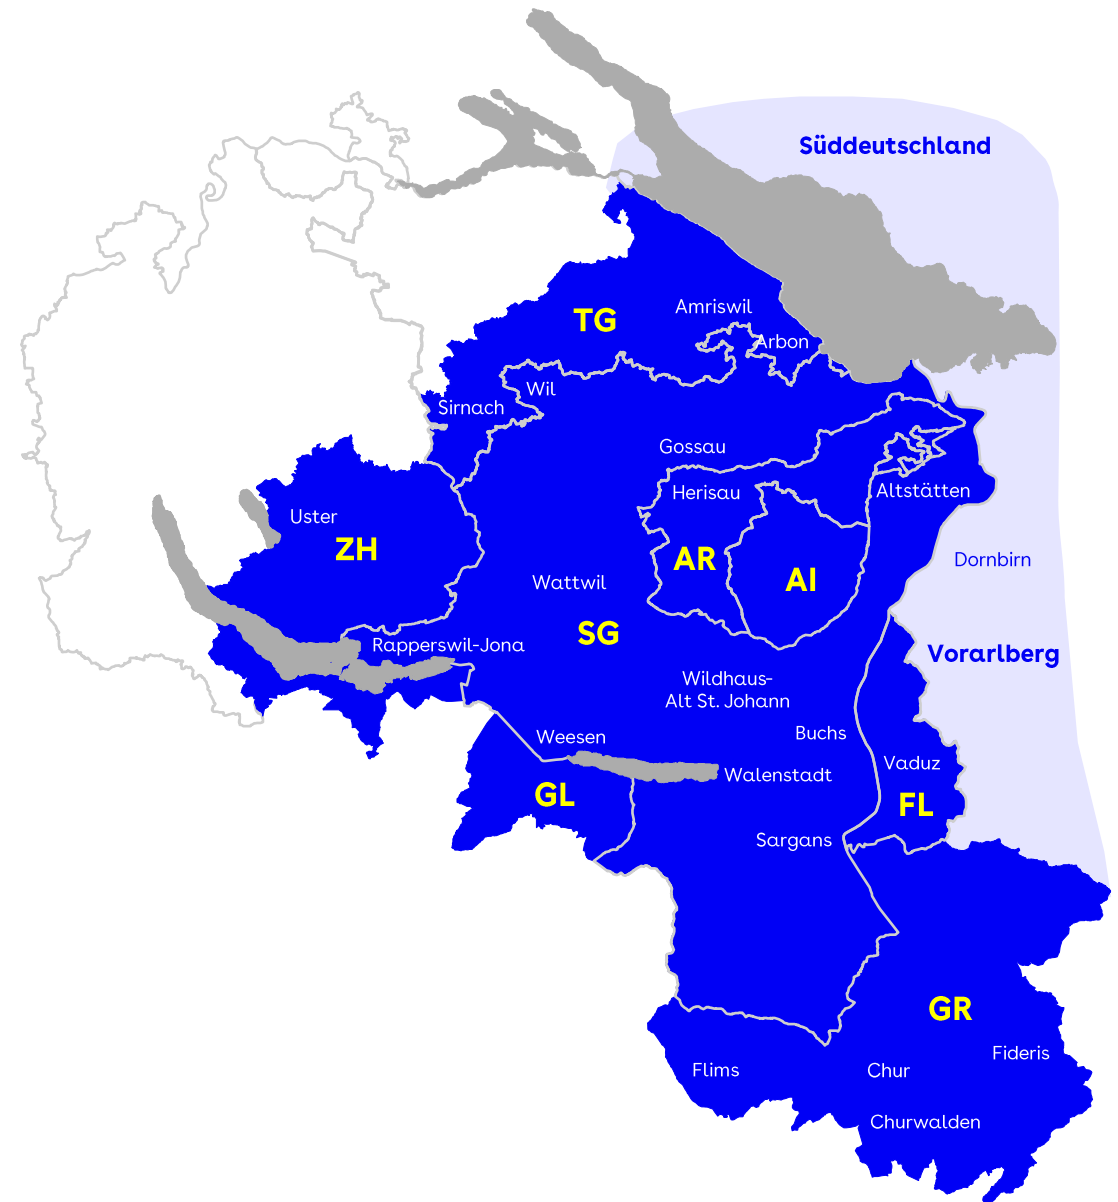 Süddeutschland
Amriswil
TG
Arbon
Wil
Sirnach
Gossau
Altstätten
Herisau
Uster
ZH
AR
Dornbirn
AI
Wattwil
SG
Rapperswil-Jona
Vorarlberg
Wildhaus-
Alt St. Johann
Buchs
Weesen
Vaduz
Walenstadt
GL
FL
Sargans
GR
Fideris
Flims
Chur
Churwalden